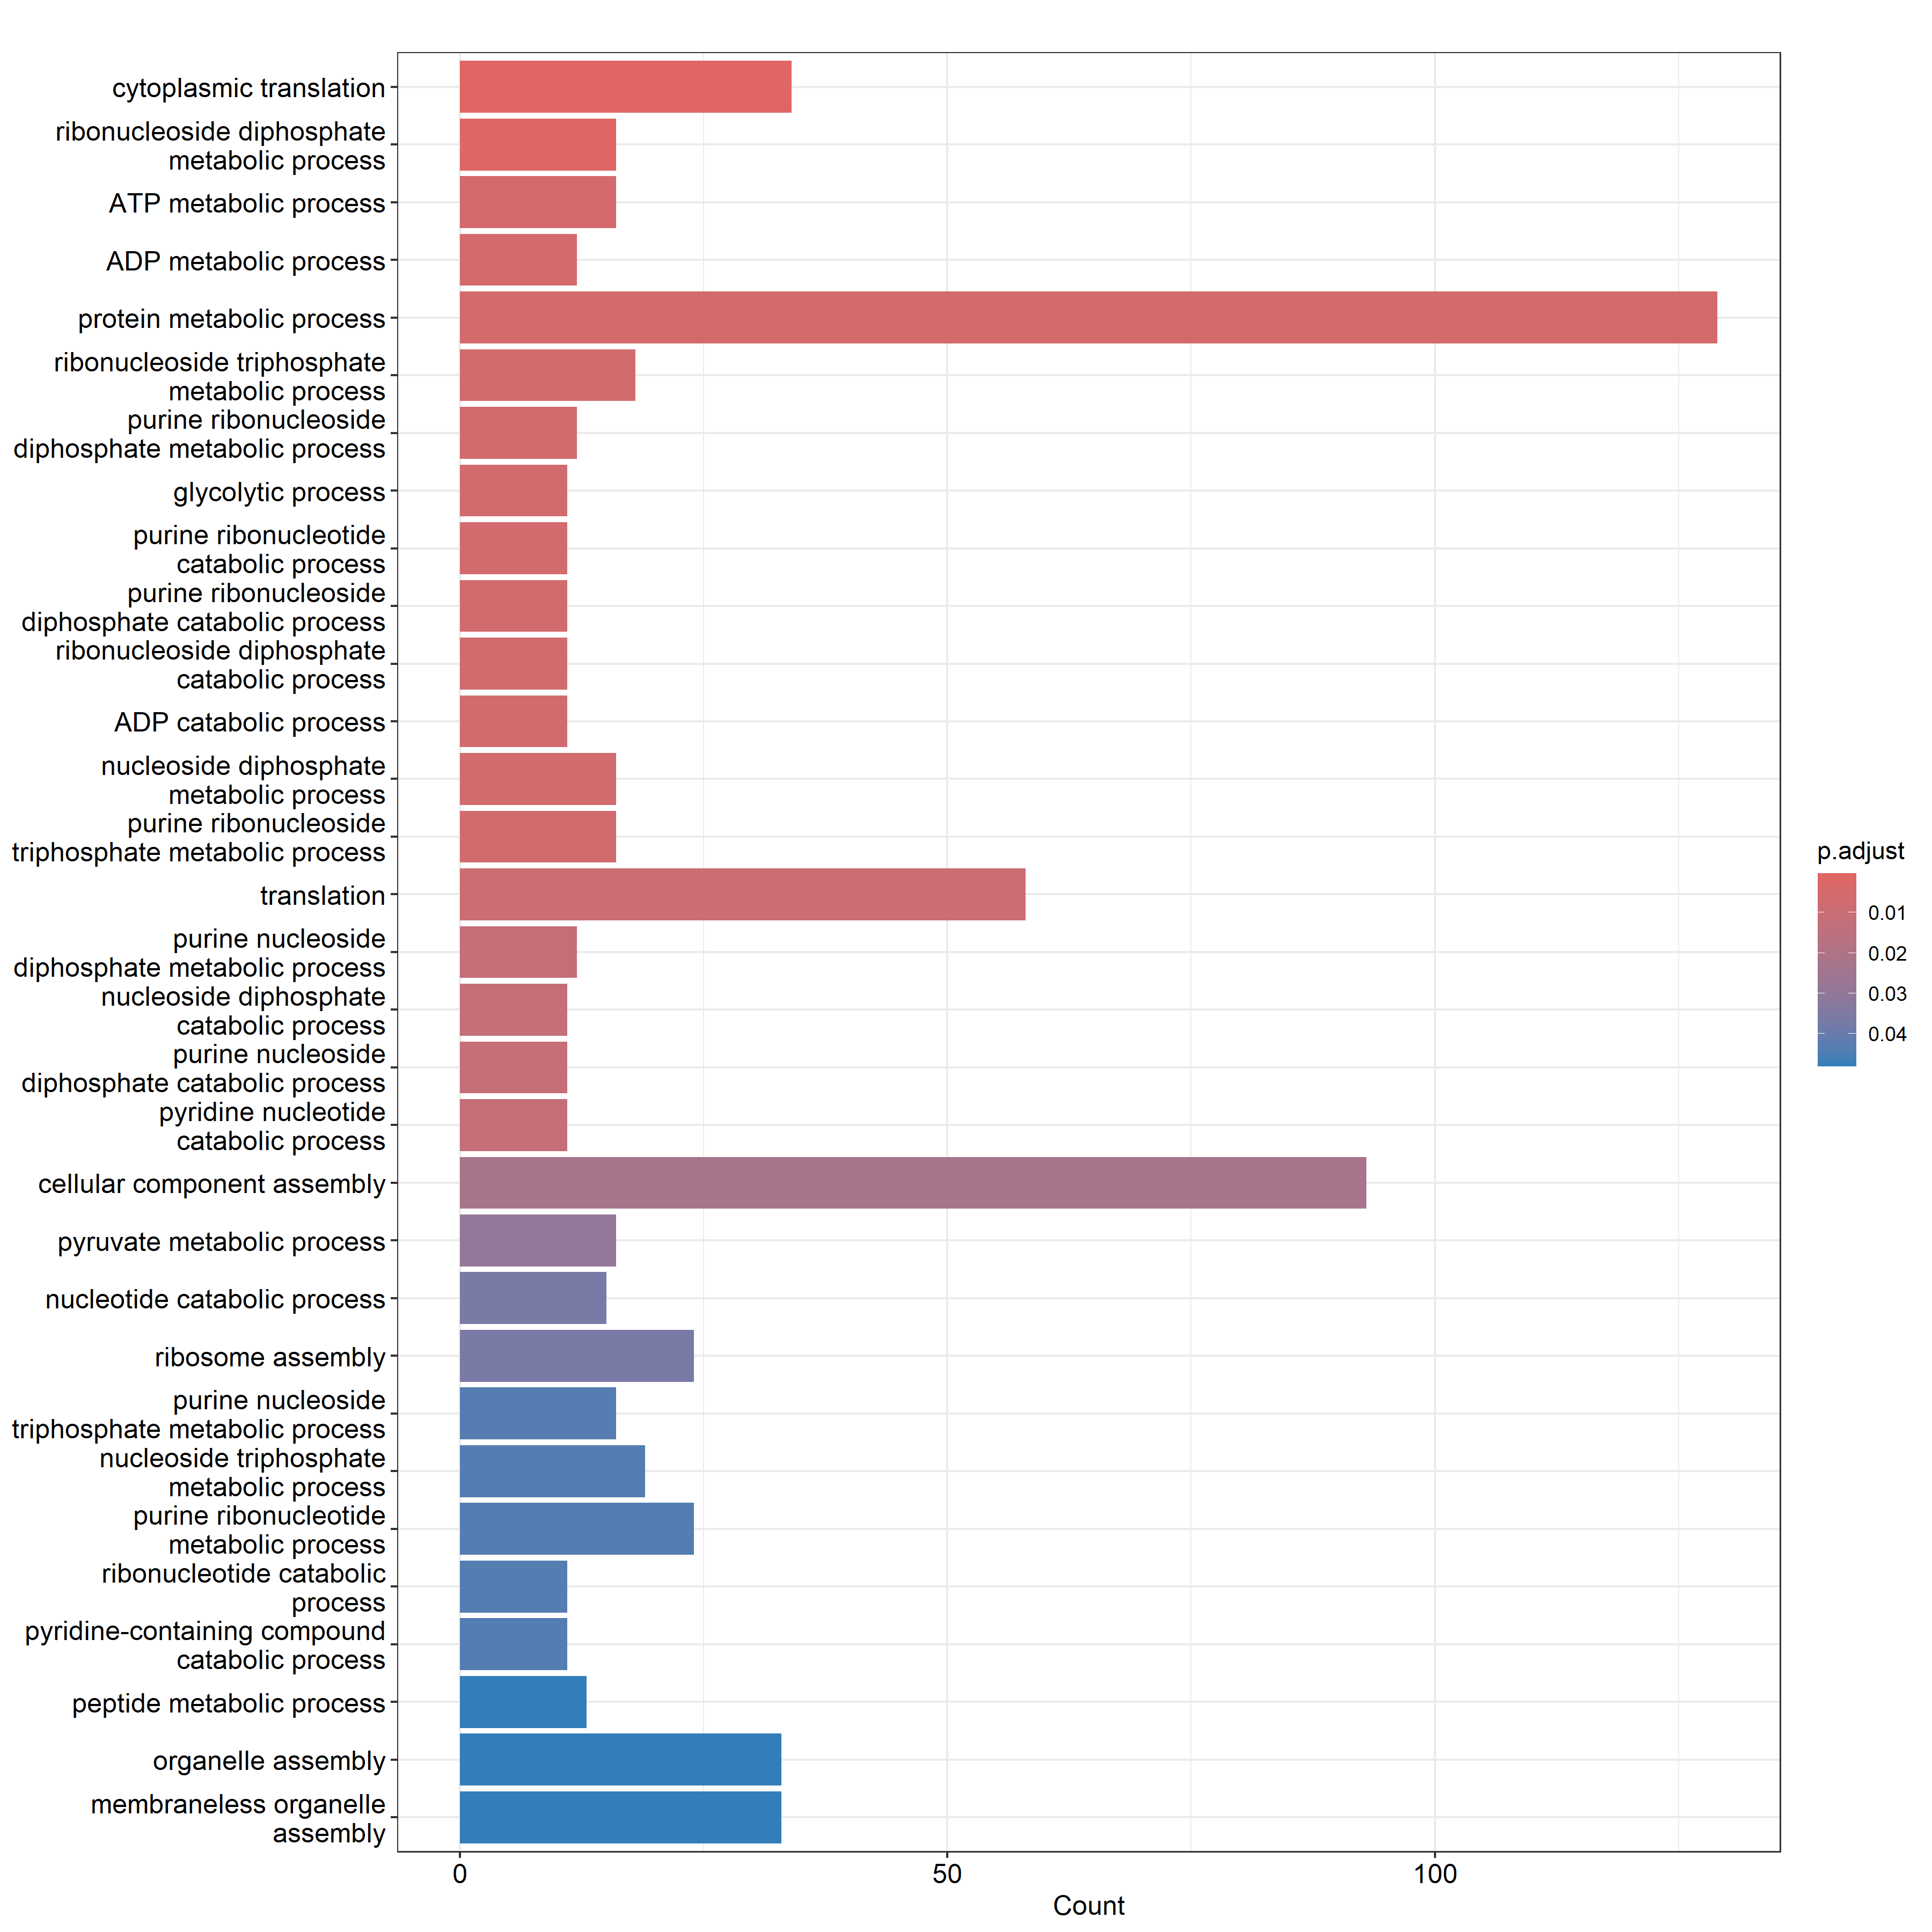 cytoplasmic translation
ribonucleoside diphosphate
metabolic process
ATP metabolic process
ADP metabolic process
protein metabolic process
ribonucleoside triphosphate
metabolic process
purine ribonucleoside
diphosphate metabolic process
glycolytic process
purine ribonucleotide
catabolic process
purine ribonucleoside
diphosphate catabolic process
ribonucleoside diphosphate
catabolic process
ADP catabolic process
nucleoside diphosphate
metabolic process
purine ribonucleoside
triphosphate metabolic process
translation
purine nucleoside
diphosphate metabolic process
nucleoside diphosphate
catabolic process
purine nucleoside
diphosphate catabolic process
pyridine nucleotide
catabolic process
cellular component assembly
pyruvate metabolic process
nucleotide catabolic process
ribosome assembly
purine nucleoside
triphosphate metabolic process
nucleoside triphosphate
metabolic process
purine ribonucleotide
metabolic process
ribonucleotide catabolic
process
pyridine-containing compound
catabolic process
peptide metabolic process
organelle assembly
membraneless organelle
assembly
0 50 100
Count
p.adjust
0.01
0.02
0.03
0.04